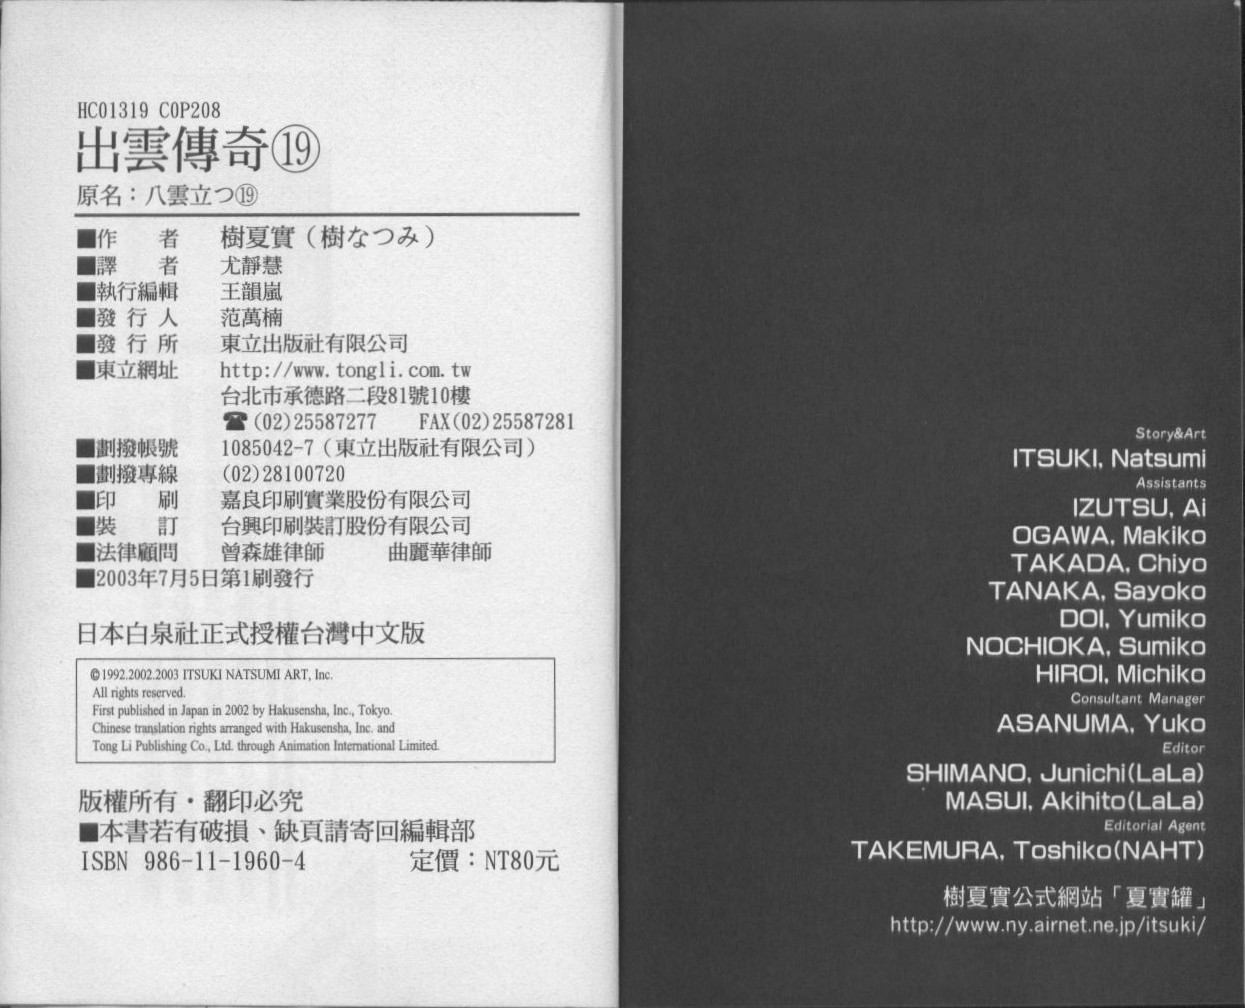 HC01319 COP208
出雲傳奇⑲
原名：八雲立つ⑲
■作　者　樹夏實（樹なつみ）
■譯　者　尤靜慧
■執行編輯　王韻嵐
■發 行 人　范萬楠
■發 行 所　東立出版社有限公司
■東立網址　http://www.tongli.com.tw
台北市承德路二段81號10樓
☎(02)25587277　FAX(02)25587281
■劃撥帳號　1085042-7（東立出版社有限公司）
■劃撥專線　(02)28100720
■印　刷　嘉良印刷實業股份有限公司
■裝　訂　台興印刷裝訂股份有限公司
■法律顧問　曾森雄律師　曲麗華律師
■2003年7月5日第1刷發行
日本白泉社正式授權台灣中文版
©1992.2002.2003 ITSUKI NATSUMI ART, Inc.
All rights reserved.
First published in Japan in 2002 by Hakusensha, Inc., Tokyo.
Chinese translation rights arranged with Hakusensha, Inc. and
Tong Li Publishing Co., Ltd. through Animation International Limited.
版權所有・翻印必究
■本書若有破損、缺頁請寄回編輯部
ISBN 986-11-1960-4　定價：NT80元
Story&Art
ITSUKI, Natsumi
Assistants
IZUTSU, Ai
OGAWA, Makiko
TAKADA, Chiyo
TANAKA, Sayoko
DOI, Yumiko
NOCHIOKA, Sumiko
HIROI, Michiko
Consultant Manager
ASANUMA, Yuko
Editor
SHIMANO, Junichi(LaLa)
MASUI, Akihito(LaLa)
Editorial Agent
TAKEMURA, Toshiko(NAHT)
樹夏實公式網站「夏實罐」
http://www.ny.airnet.ne.jp/itsuki/